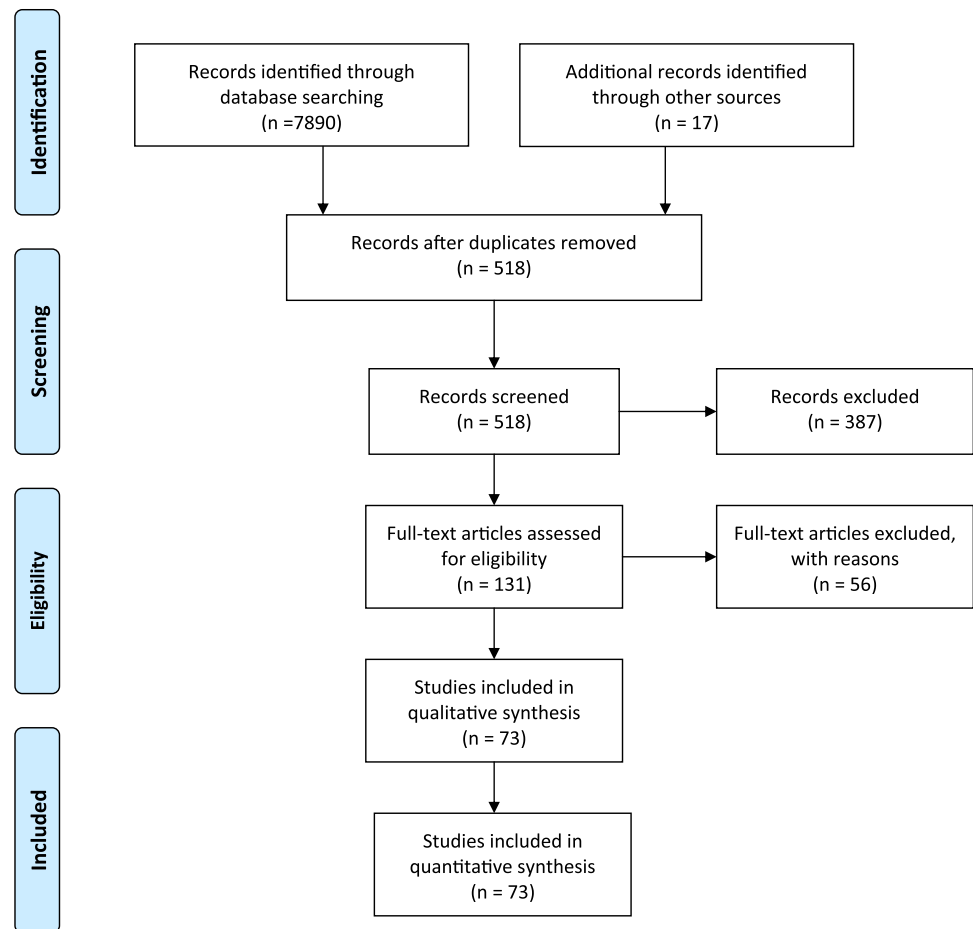 Identification
Records identified through
database searching
(n =7890)
Additional records identified
through other sources
(n = 17)
Records after duplicates removed
(n = 518)
Screening
Records screened
(n = 518)
Records excluded
(n = 387)
Eligibility
Full-text articles assessed
for eligibility
(n = 131)
Full-text articles excluded,
with reasons
(n = 56)
Studies included in
qualitative synthesis
(n = 73)
Included
Studies included in
quantitative synthesis
(n = 73)